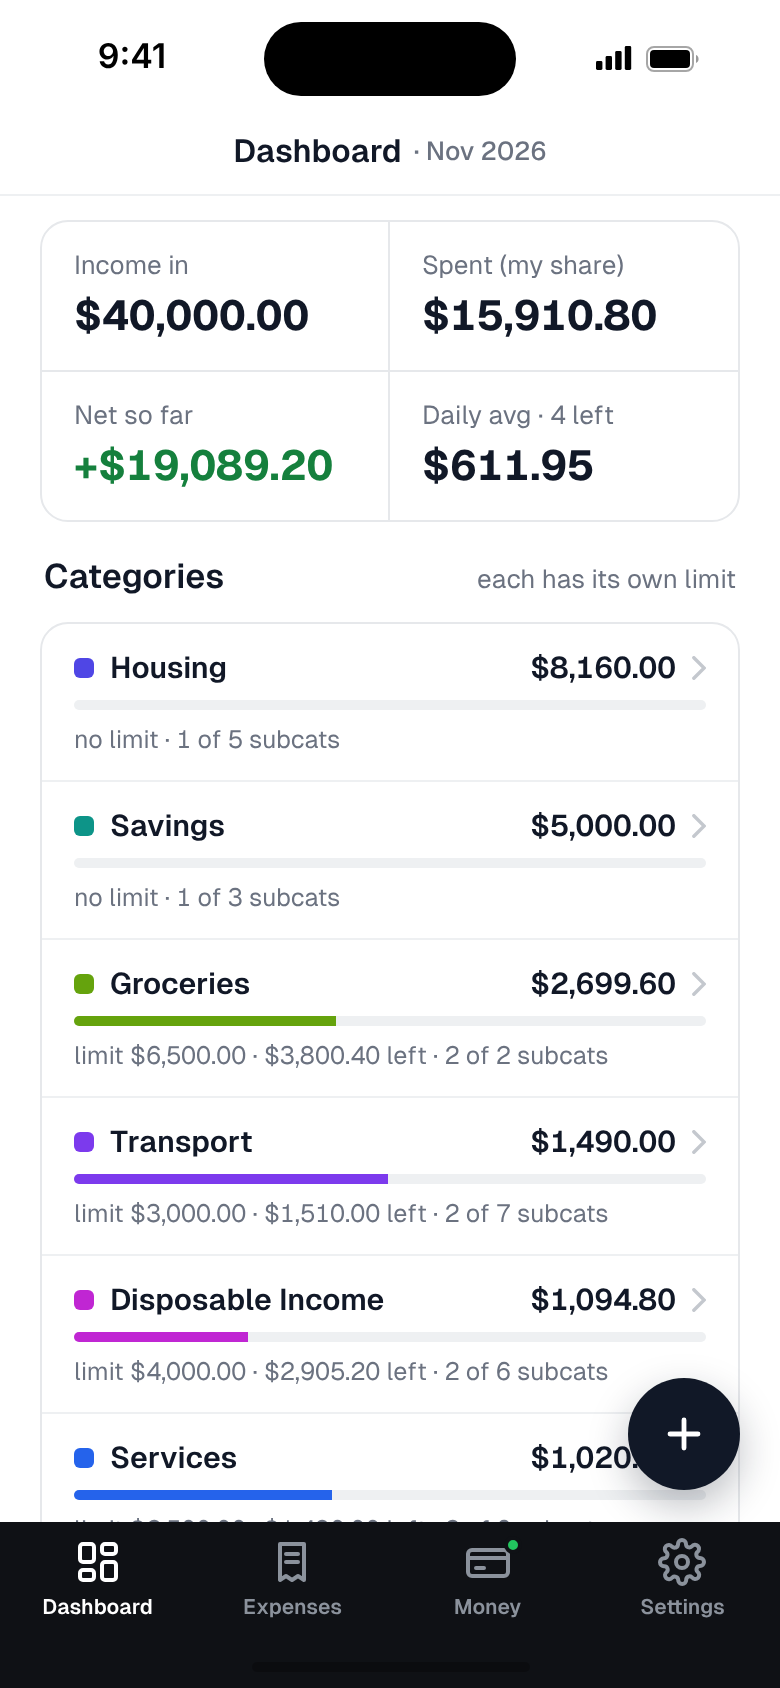 9:41
Dashboard · Nov 2026
Income in
$40,000.00
Spent (my share)
$15,910.80
Net so far
+$19,089.20
Daily avg · 4 left
$611.95
Categories
each has its own limit
Housing $8,160.00
no limit · 1 of 5 subcats
Savings $5,000.00
no limit · 1 of 3 subcats
Groceries $2,699.60
limit $6,500.00 · $3,800.40 left · 2 of 2 subcats
Transport $1,490.00
limit $3,000.00 · $1,510.00 left · 2 of 7 subcats
Disposable Income $1,094.80
limit $4,000.00 · $2,905.20 left · 2 of 6 subcats
Services $1,020.
Dashboard
Expenses
Money
Settings